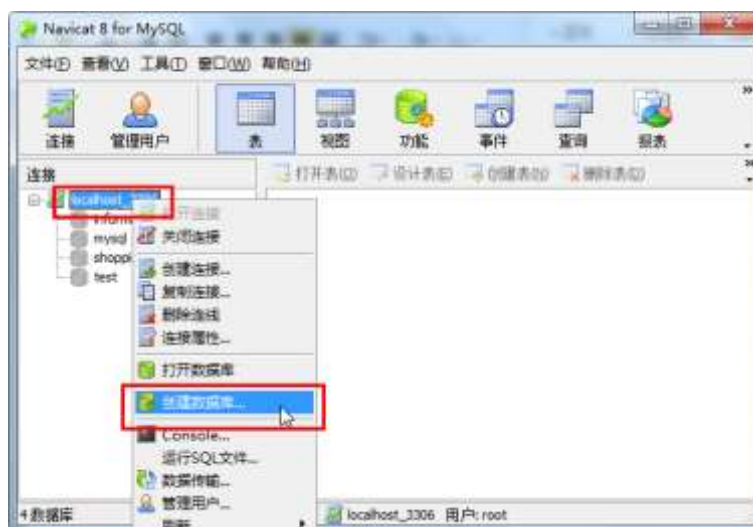 Navicat 8 for MySQL
文件(F) 查看(V) 工具(T) 窗口(W) 帮助(H)
连接 管理用户 表 视图 功能 事件 查询 报表
连接
打开表(O) 设计表(E) 创建表(N) 删除表(D)
localhost_3306
打开连接
mysql
关闭连接
test
创建连接...
复制连接...
删除连线
连接属性...
打开数据库
创建数据库...
Console...
运行SQL文件...
数据传输...
管理用户...
刷新
4 数据库
localhost_3306 用户: root